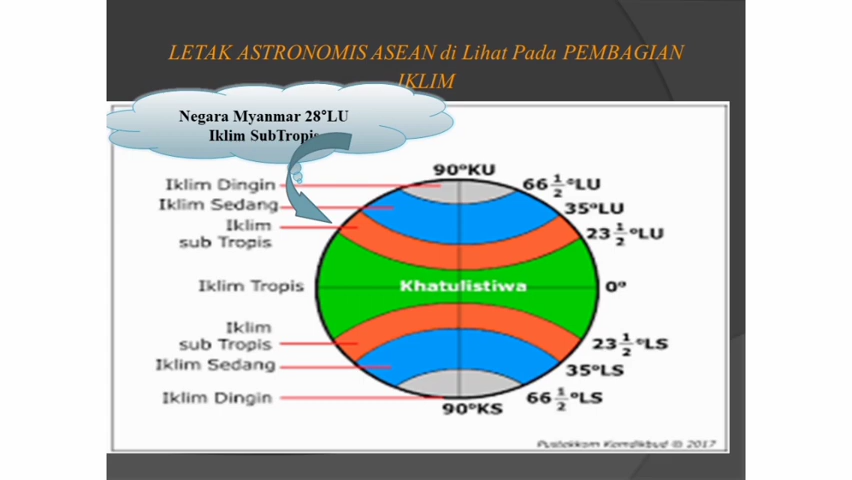 LETAK ASTRONOMIS ASEAN di Lihat Pada PEMBAGIAN
IKLIM
Negara Myanmar 28°LU
Iklim SubTropis
90°KU
Iklim Dingin
66 1/2 °LU
Iklim Sedang
35°LU
Iklim
sub Tropis
23 1/2 °LU
Iklim Tropis
Khatulistiwa
0°
Iklim
sub Tropis
23 1/2 °LS
Iklim Sedang
35°LS
Iklim Dingin
66 1/2 °LS
90°KS
Pustekkom Kemdikbud © 2017